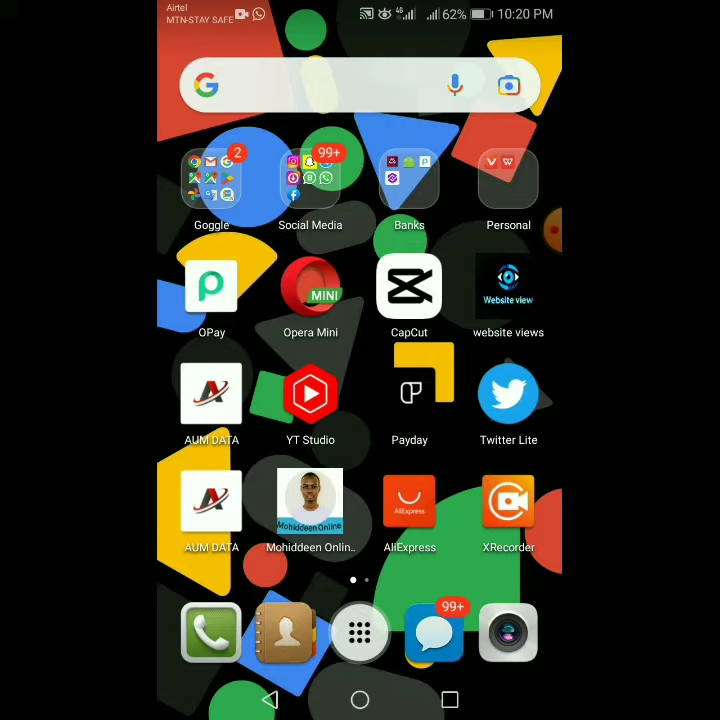 Airtel
MTN-STAY SAFE
4G
62% 10:20 PM
2
99+
Goggle Social Media Banks Personal
MINI
Website view
OPay Opera Mini CapCut website views
AUM DATA YT Studio Payday Twitter Lite
Mohiddeen Online
AliExpress
AUM DATA Mohiddeen Onlin.. AliExpress XRecorder
99+